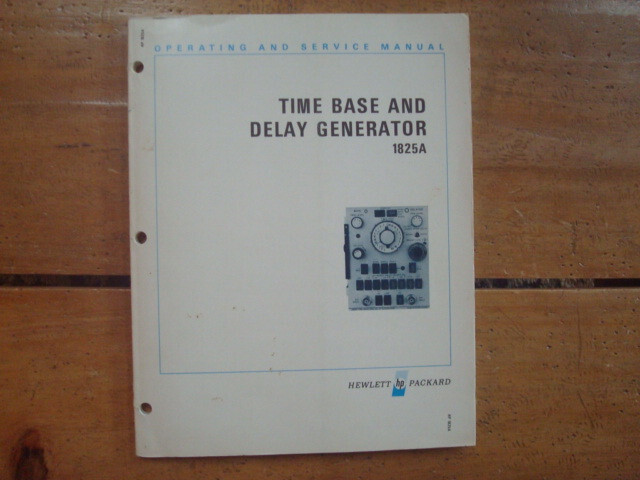 OPERATING AND SERVICE MANUAL
TIME BASE AND
DELAY GENERATOR
1825A
HEWLETT hp PACKARD